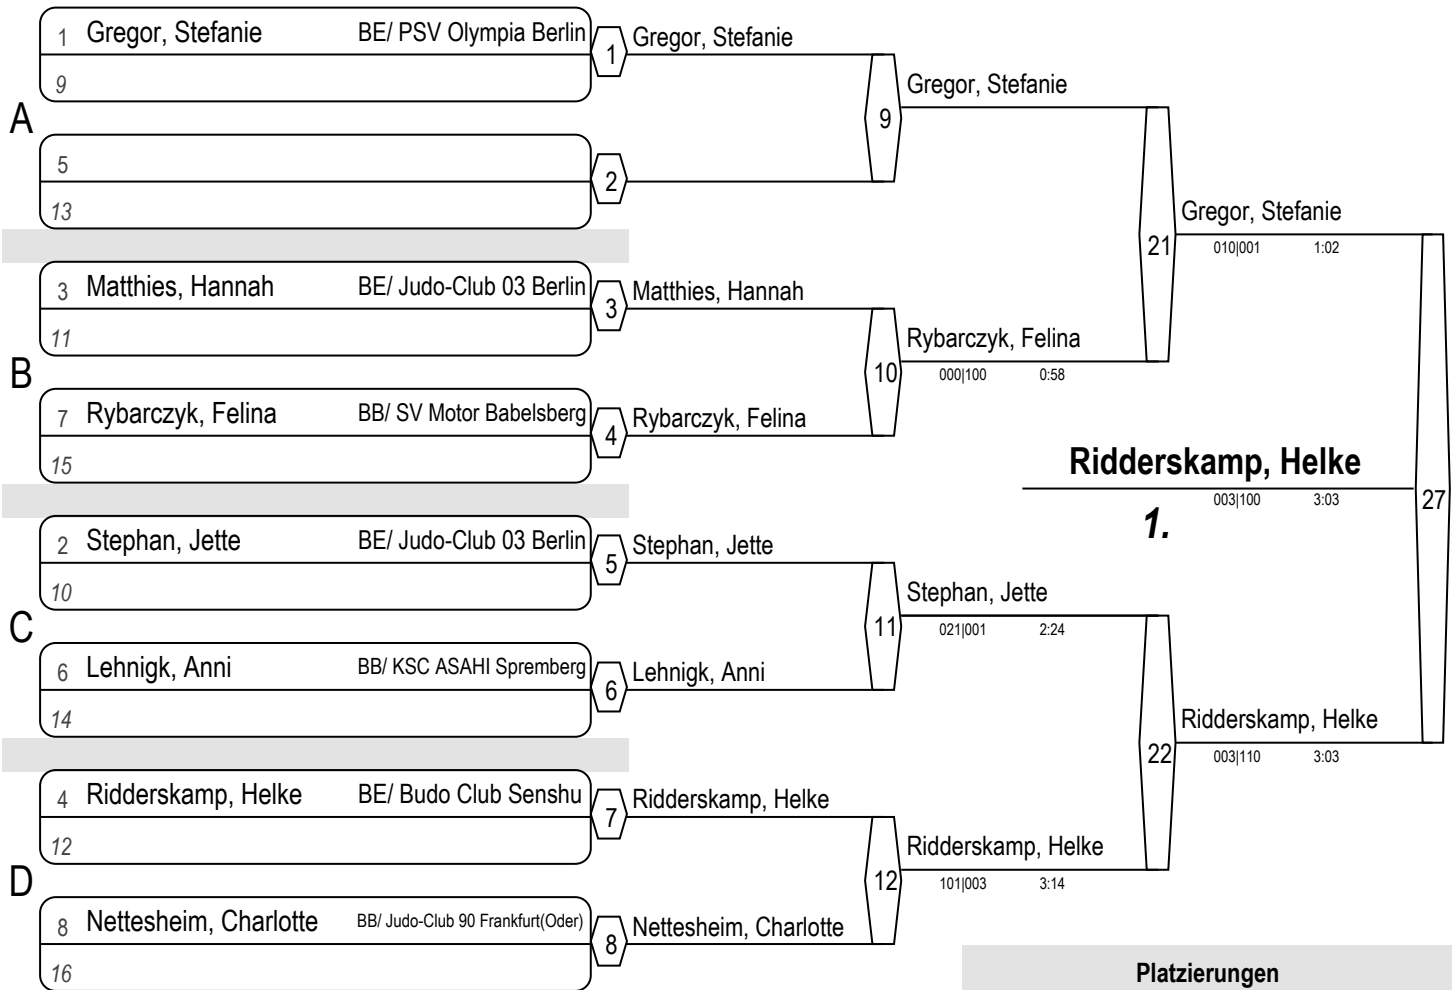 1 Gregor, Stefanie BE/ PSV Olympia Berlin
9
1
Gregor, Stefanie
A
5
13
2
9
Gregor, Stefanie
3 Matthies, Hannah BE/ Judo-Club 03 Berlin
11
3
Matthies, Hannah
B
7 Rybarczyk, Felina BB/ SV Motor Babelsberg
15
4
Rybarczyk, Felina
10
Rybarczyk, Felina
000|100 0:58
21
Gregor, Stefanie
010|001 1:02
2 Stephan, Jette BE/ Judo-Club 03 Berlin
10
5
Stephan, Jette
C
6 Lehnigk, Anni BB/ KSC ASAHI Spremberg
14
6
Lehnigk, Anni
11
Stephan, Jette
021|001 2:24
4 Ridderskamp, Helke BE/ Budo Club Senshu
12
7
Ridderskamp, Helke
D
8 Nettesheim, Charlotte BB/ Judo-Club 90 Frankfurt(Oder)
16
8
Nettesheim, Charlotte
12
Ridderskamp, Helke
101|003 3:14
22
Ridderskamp, Helke
003|110 3:03
27
Ridderskamp, Helke
003|100 3:03
1.
Platzierungen